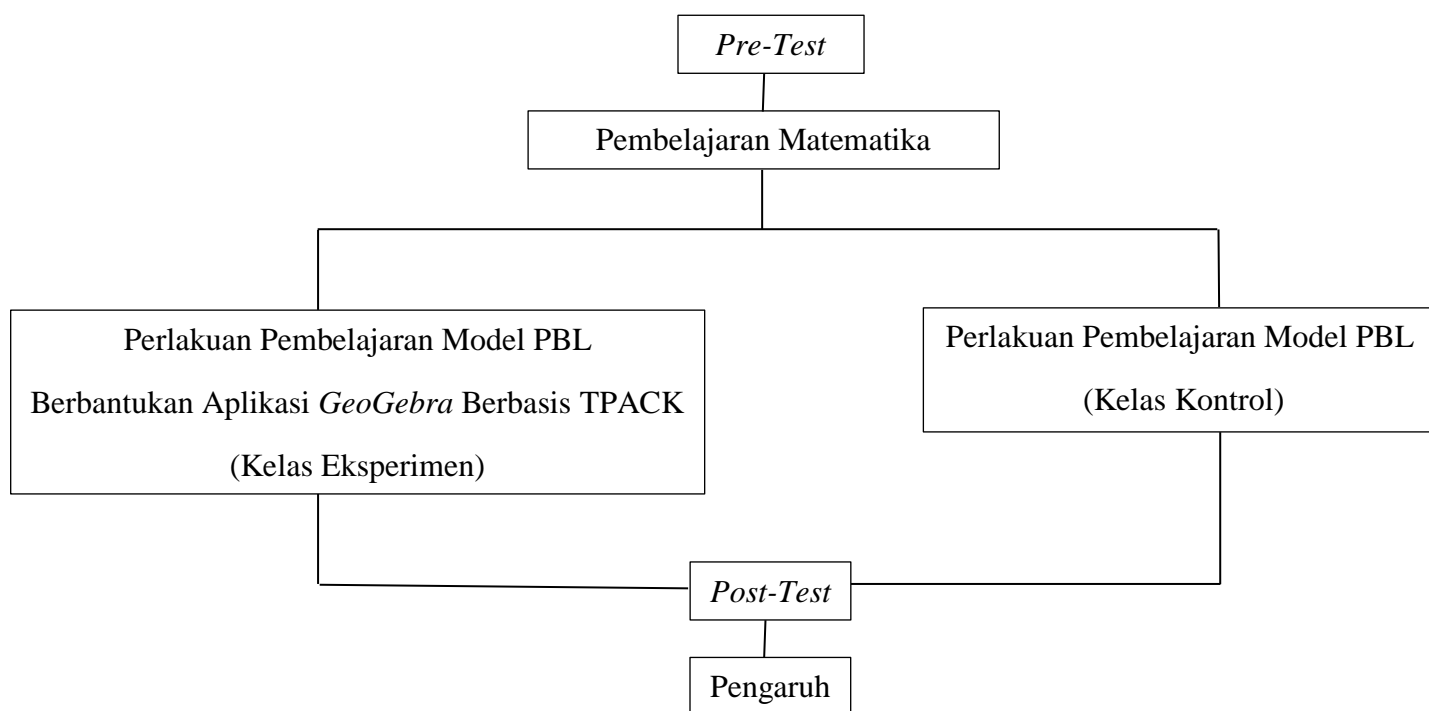 Pre-Test
Pembelajaran Matematika
Perlakuan Pembelajaran Model PBL
Berbantukan Aplikasi GeoGebra Berbasis TPACK
(Kelas Eksperimen)
Perlakuan Pembelajaran Model PBL
(Kelas Kontrol)
Post-Test
Pengaruh